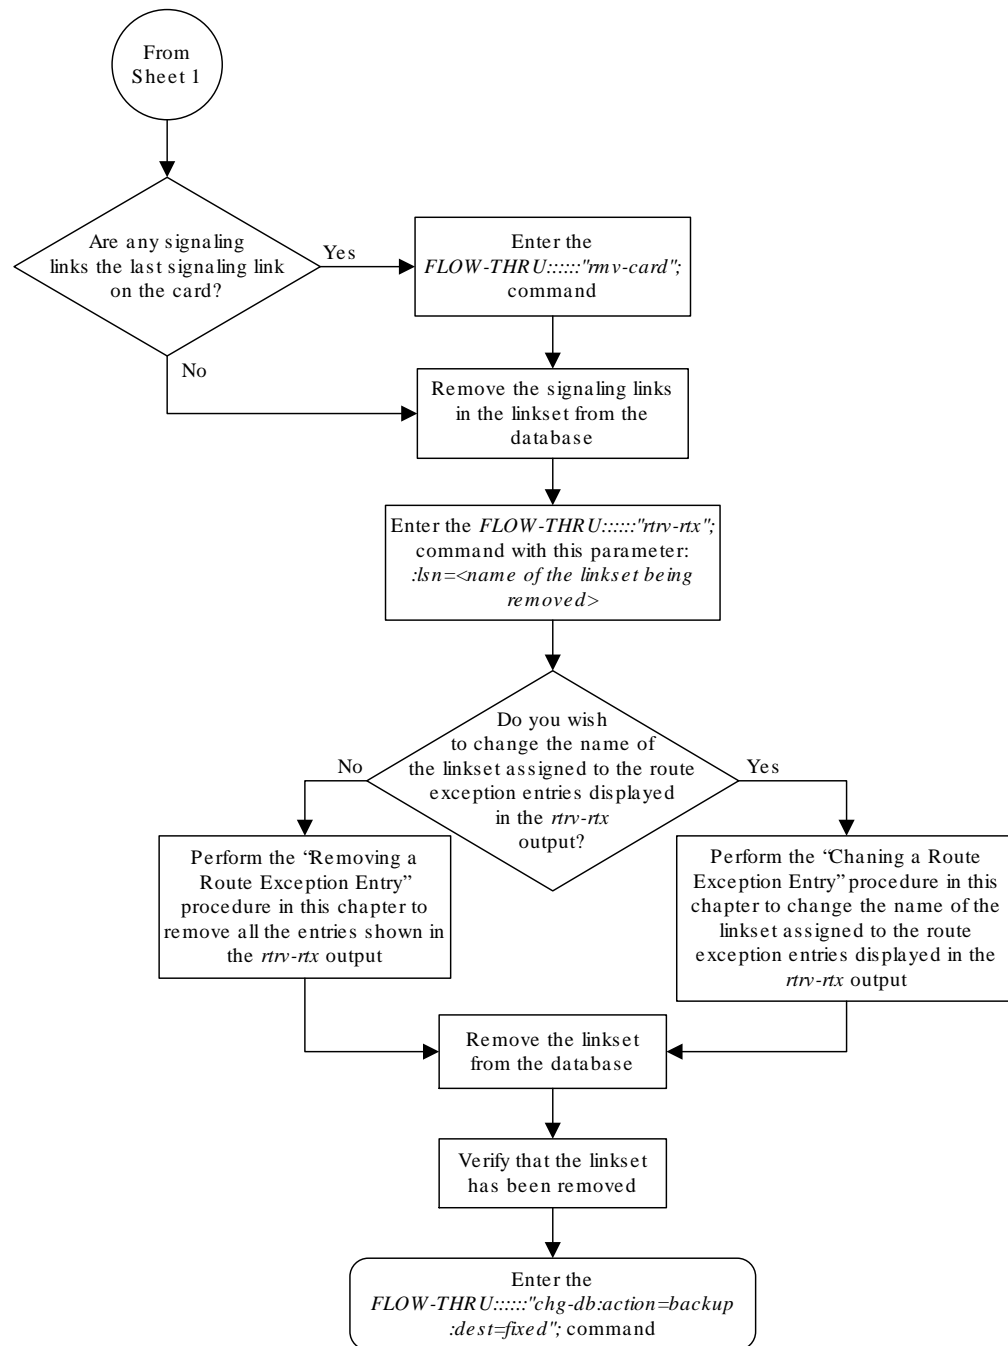 From
Sheet 1
Are any signaling
links the last signaling link
on the card?
Yes
Enter the
FLOW-THRU::::::"rmv-card";
command
No
Remove the signaling links
in the linkset from the
database
Enter the FLOW-THRU::::::"rtrv-rtx";
command with this parameter:
:lsn=<name of the linkset being
removed>
Do you wish
to change the name of
the linkset assigned to the route
exception entries displayed
in the rtrv-rtx
output?
No
Yes
Perform the “Removing a
Route Exception Entry”
procedure in this chapter to
remove all the entries shown in
the rtrv-rtx output
Perform the “Chaning a Route
Exception Entry” procedure in this
chapter to change the name of the
linkset assigned to the route
exception entries displayed in the
rtrv-rtx output
Remove the linkset
from the database
Verify that the linkset
has been removed
Enter the
FLOW-THRU::::::"chg-db:action=backup
:dest=fixed"; command